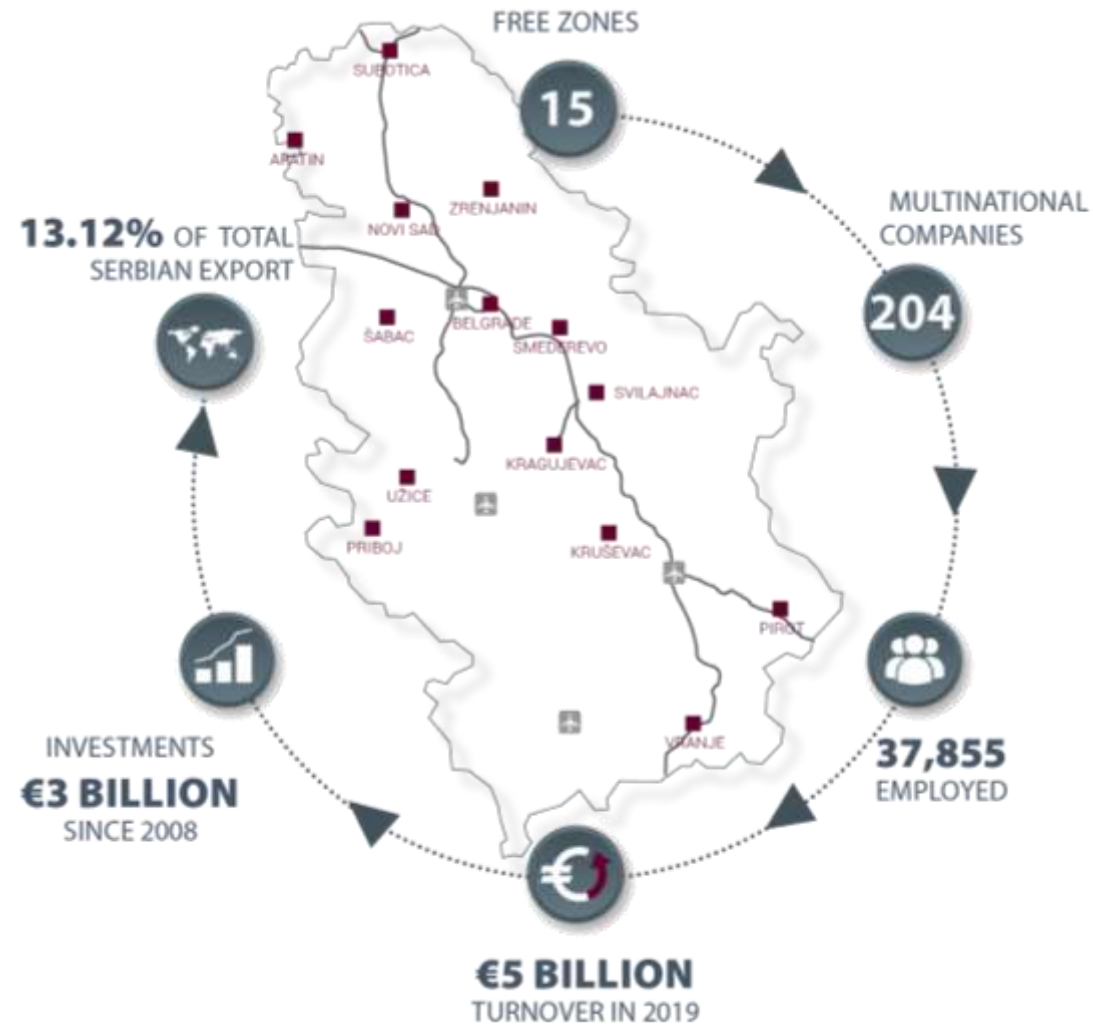 FREE ZONES
15
MULTINATIONAL
COMPANIES
204
37,855
EMPLOYED
€5 BILLION
TURNOVER IN 2019
INVESTMENTS
€3 BILLION
SINCE 2008
13.12% OF TOTAL
SERBIAN EXPORT
SUBOTICA
APATIN
ZRENJANIN
NOVI SAD
BELGRADE
ŠABAC
SMEDEREVO
SVILAJNAC
KRAGUJEVAC
UŽICE
PRIBOJ
KRUŠEVAC
PIROT
VRANJE